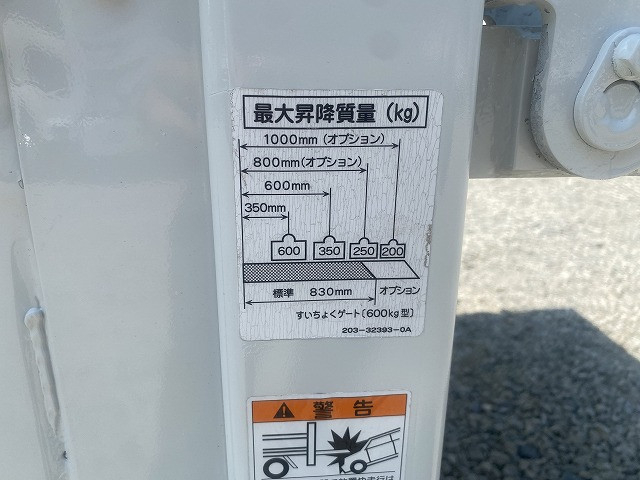 最大昇降質量(kg)
1000mm(オプション)
800mm(オプション)
600mm
350mm
600 350 250 200
標準 830mm オプション
すいちょくゲート〔600kg型〕
203-32393-0A
警告